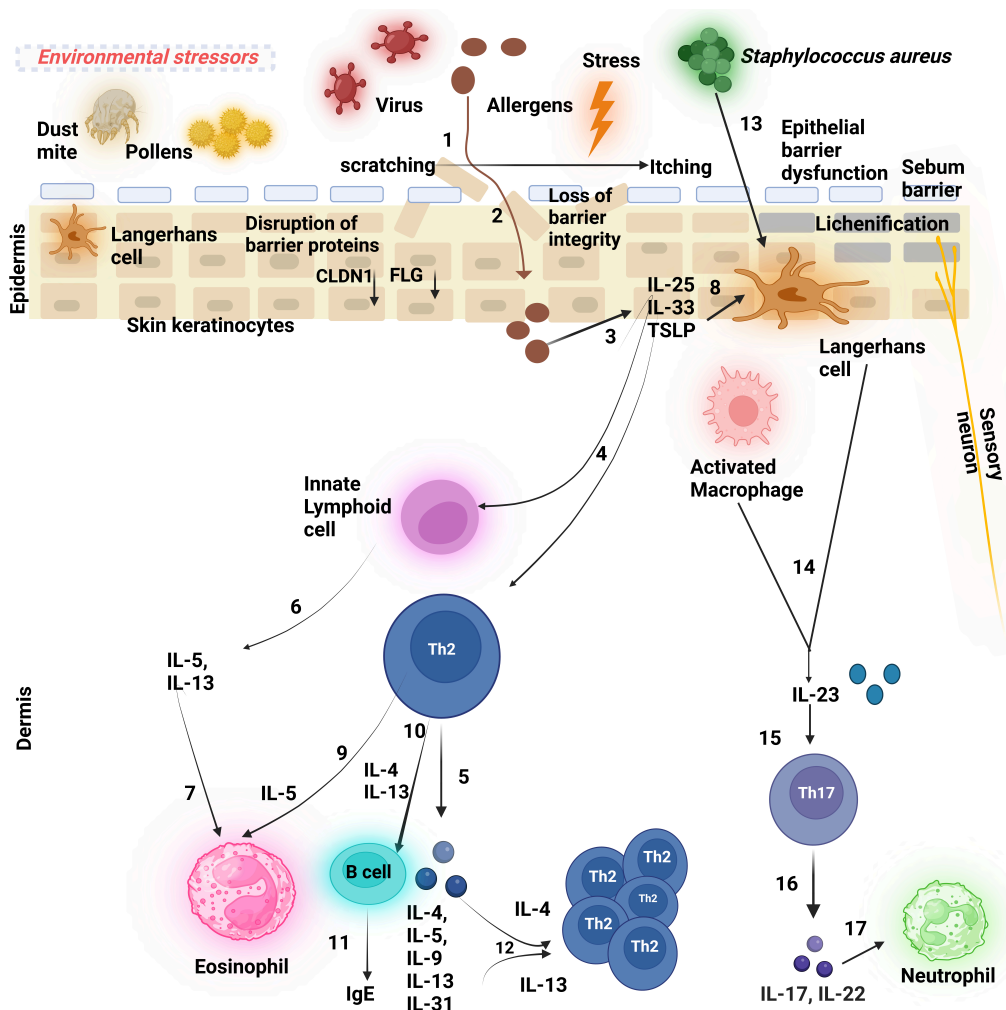 Environmental stressors
Dust
mite
Pollens
Virus
Allergens
Stress
Staphylococcus aureus
1
scratching
Itching
13
Epithelial
barrier
dysfunction
Sebum
barrier
2
Loss of
barrier
integrity
Langerhans
cell
Disruption of
barrier proteins
CLDN1
FLG
Lichenification
Epidermis
Skin keratinocytes
3
IL-25
IL-33
TSLP
8
Langerhans
cell
Sensory
neuron
4
Activated
Macrophage
Innate
Lymphoid
cell
14
6
Th2
IL-5,
IL-13
IL-23
Dermis
15
10
9
IL-4
IL-13
5
7
IL-5
Th17
B cell
Th2
Th2
Th2
Th2
Th2
16
IL-4,
IL-5,
IL-9
IL-13
IL-31
IL-4
12
IL-13
11
IgE
Eosinophil
17
Neutrophil
IL-17, IL-22